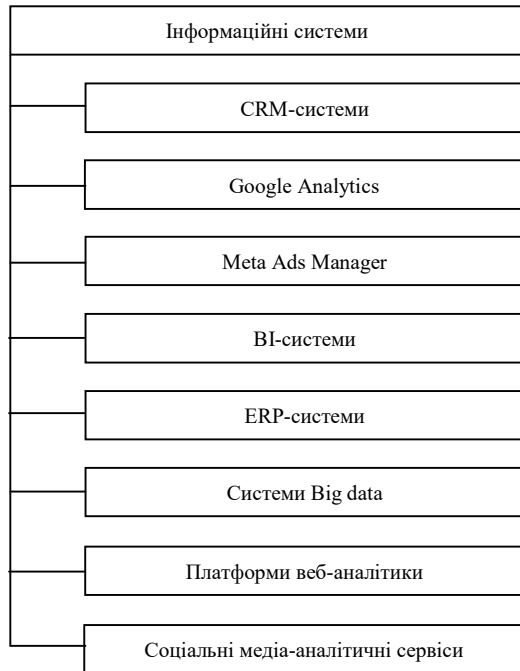 Інформаційні системи
CRM-системи
Google Analytics
Meta Ads Manager
BI-системи
ERP-системи
Системи Big data
Платформи веб-аналітики
Соціальні медіа-аналітичні сервіси